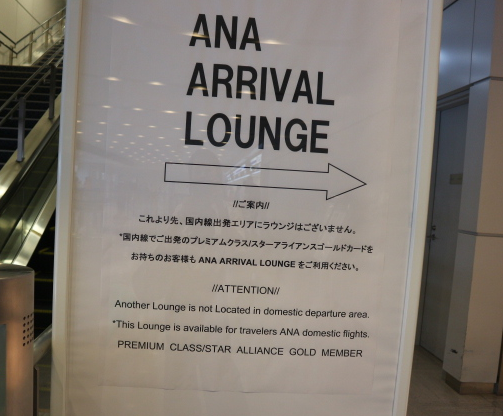 ANA
ARRIVAL
LOUNGE
//ご案内//
これより先、国内線出発エリアにラウンジはございません。
*国内線でご出発のプレミアムクラス/スターアライアンスゴールドカードを
お持ちのお客様も ANA ARRIVAL LOUNGE をご利用ください。
//ATTENTION//
Another Lounge is not Located in domestic departure area.
*This Lounge is available for travelers ANA domestic flights.
PREMIUM CLASS/STAR ALLIANCE GOLD MEMBER